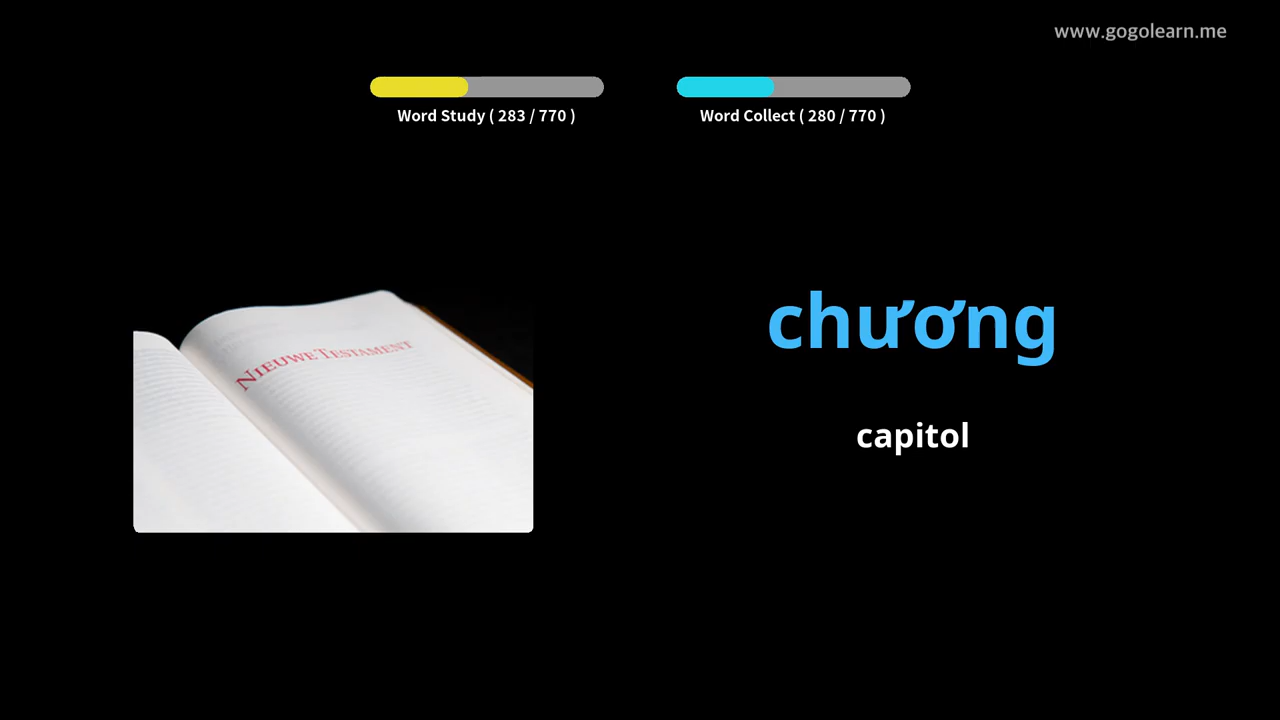 www.gogolearn.me
Word Study ( 283 / 770 )
Word Collect ( 280 / 770 )
NIEUWE TESTAMENT
chương
capitol